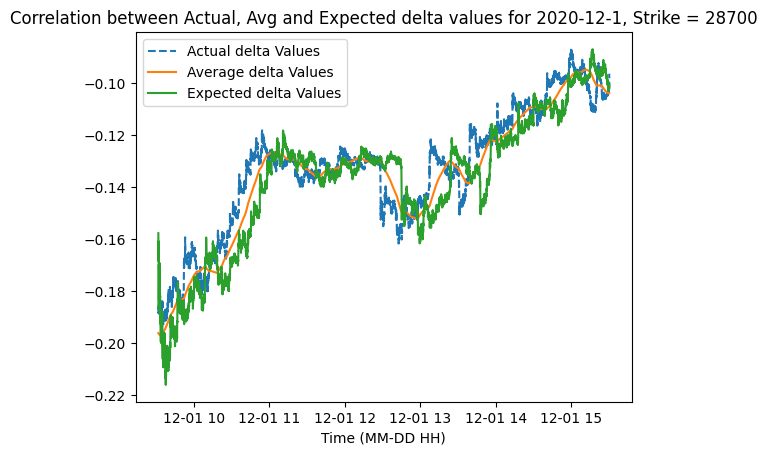 Correlation between Actual, Avg and Expected delta values for 2020-12-1, Strike = 28700
Actual delta Values
Average delta Values
Expected delta Values
−0.10
−0.12
−0.14
−0.16
−0.18
−0.20
−0.22
12-01 10 12-01 11 12-01 12 12-01 13 12-01 14 12-01 15
Time (MM-DD HH)